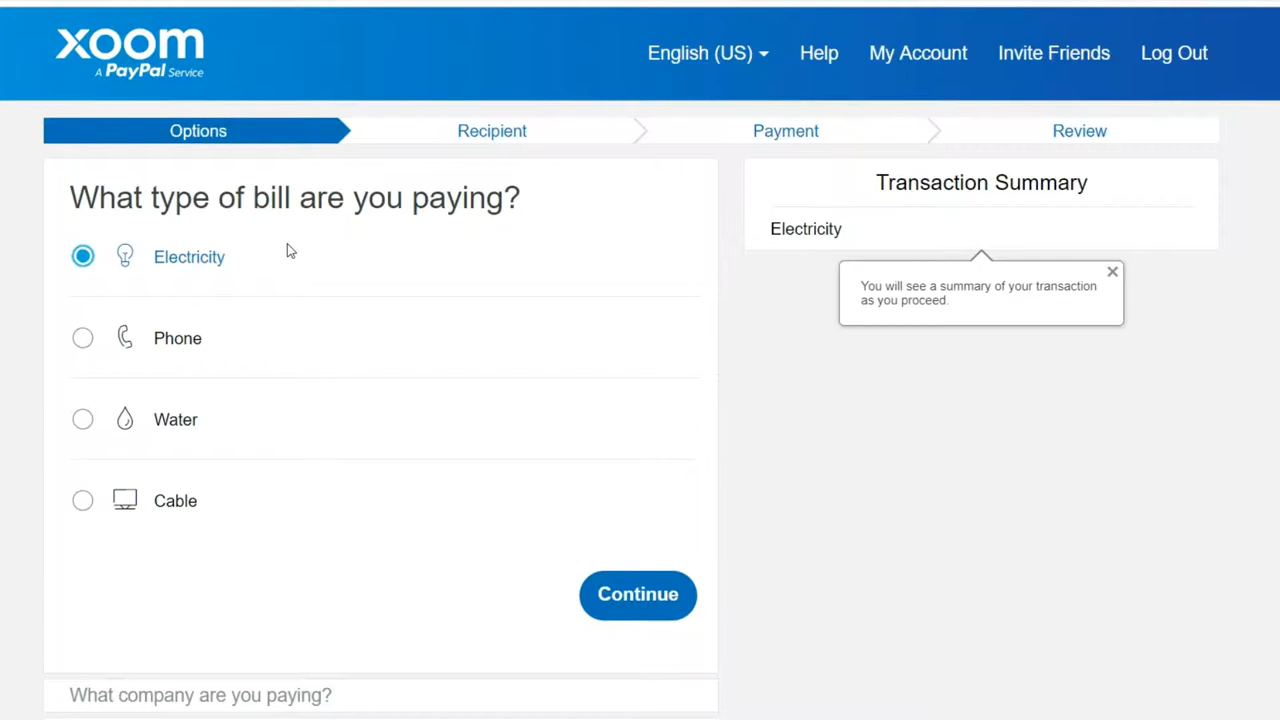 xoom
A PayPal Service
English (US)
Help
My Account
Invite Friends
Log Out
Options
Recipient
Payment
Review
What type of bill are you paying?
Electricity
Phone
Water
Cable
Continue
What company are you paying?
Transaction Summary
Electricity
You will see a summary of your transaction
as you proceed.